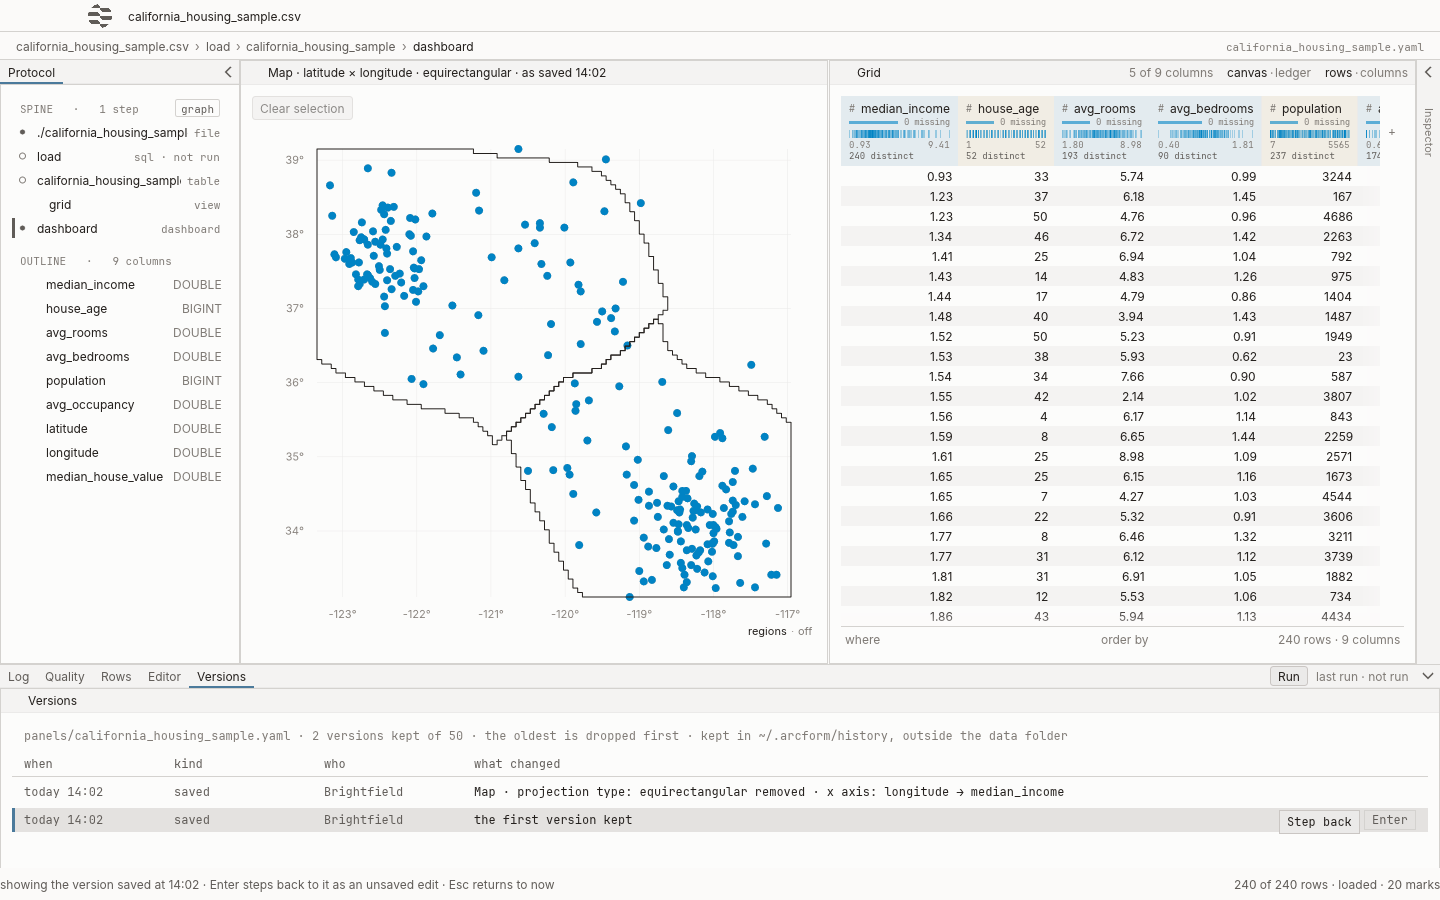 california_housing_sample.csv
california_housing_sample.csv › load › california_housing_sample › dashboard
california_housing_sample.yaml
Protocol
SPINE · 1 step graph
./california_housing_sampl file
load sql · not run
california_housing_sampl table
grid view
dashboard dashboard
OUTLINE · 9 columns
median_income DOUBLE
house_age BIGINT
avg_rooms DOUBLE
avg_bedrooms DOUBLE
population BIGINT
avg_occupancy DOUBLE
latitude DOUBLE
longitude DOUBLE
median_house_value DOUBLE
Map · latitude × longitude · equirectangular · as saved 14:02
Clear selection
39°
38°
37°
36°
35°
34°
-123° -122° -121° -120° -119° -118° -117°
regions · off
Grid 5 of 9 columns canvas · ledger rows · columns
# median_income # house_age # avg_rooms # avg_bedrooms # population # a
0 missing 0 missing 0 missing 0 missing 0 missing
0.93 9.41 1 52 1.80 8.98 0.40 1.81 7 5565 0.6
240 distinct 52 distinct 193 distinct 90 distinct 237 distinct 174
+
0.93 33 5.74 0.99 3244
1.23 37 6.18 1.45 167
1.23 50 4.76 0.96 4686
1.34 46 6.72 1.42 2263
1.41 25 6.94 1.04 792
1.43 14 4.83 1.26 975
1.44 17 4.79 0.86 1404
1.48 40 3.94 1.43 1487
1.52 50 5.23 0.91 1949
1.53 38 5.93 0.62 23
1.54 34 7.66 0.90 587
1.55 42 2.14 1.02 3807
1.56 4 6.17 1.14 843
1.59 8 6.65 1.44 2259
1.61 25 8.98 1.09 2571
1.65 25 6.15 1.16 1673
1.65 7 4.27 1.03 4544
1.66 22 5.32 0.91 3606
1.77 8 6.46 1.32 3211
1.77 31 6.12 1.12 3739
1.81 31 6.91 1.05 1882
1.82 12 5.53 1.06 734
1.86 43 5.94 1.13 4434
where order by 240 rows · 9 columns
Inspector
Log Quality Rows Editor Versions Run last run · not run
Versions
panels/california_housing_sample.yaml · 2 versions kept of 50 · the oldest is dropped first · kept in ~/.arcform/history, outside the data folder
when kind who what changed
today 14:02 saved Brightfield Map · projection type: equirectangular removed · x axis: longitude → median_income
today 14:02 saved Brightfield the first version kept Step back Enter
showing the version saved at 14:02 · Enter steps back to it as an unsaved edit · Esc returns to now
240 of 240 rows · loaded · 20 marks